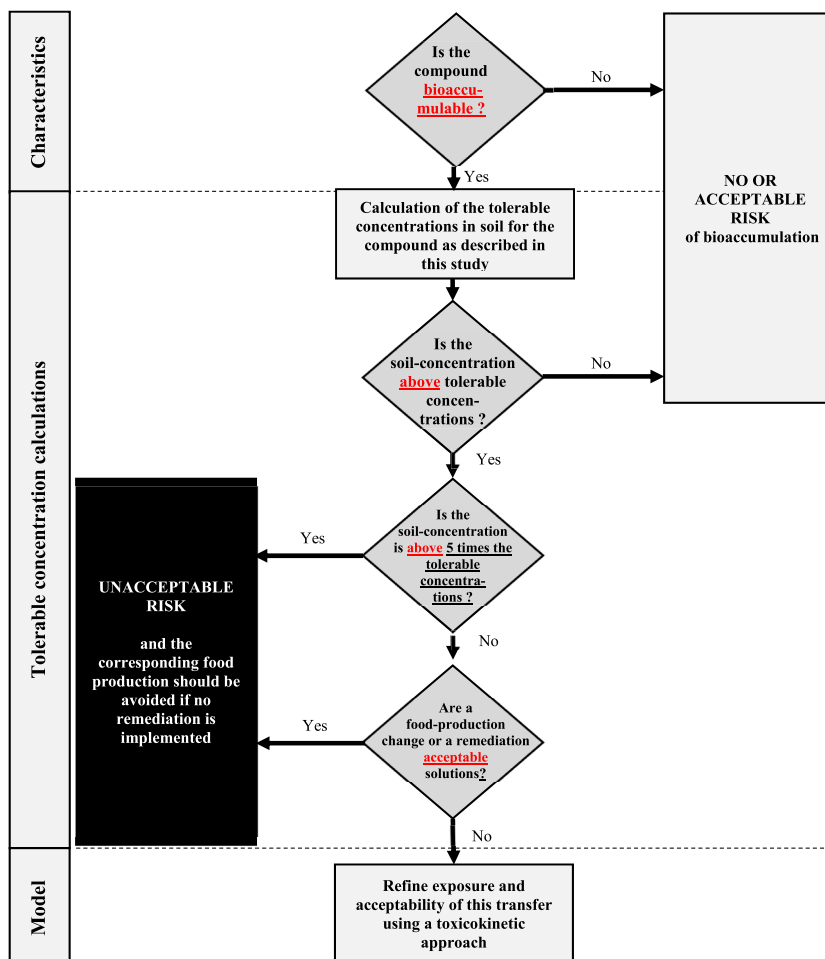 Characteristics
Is the
compound
bioaccu-
mulable ?
No
Yes
NO OR
ACCEPTABLE
RISK
of bioaccumulation
Tolerable concentration calculations
Calculation of the tolerable
concentrations in soil for the
compound as described in
this study
Is the
soil-concentration
above tolerable
concen-
trations ?
No
Yes
Is the
soil-concentration
is above 5 times the
tolerable
concentra-
tions ?
Yes
No
UNACCEPTABLE
RISK
and the
corresponding food
production should be
avoided if no
remediation is
implemented
Are a
food-production
change or a remediation
acceptable
solutions?
Yes
No
Model
Refine exposure and
acceptability of this transfer
using a toxicokinetic
approach